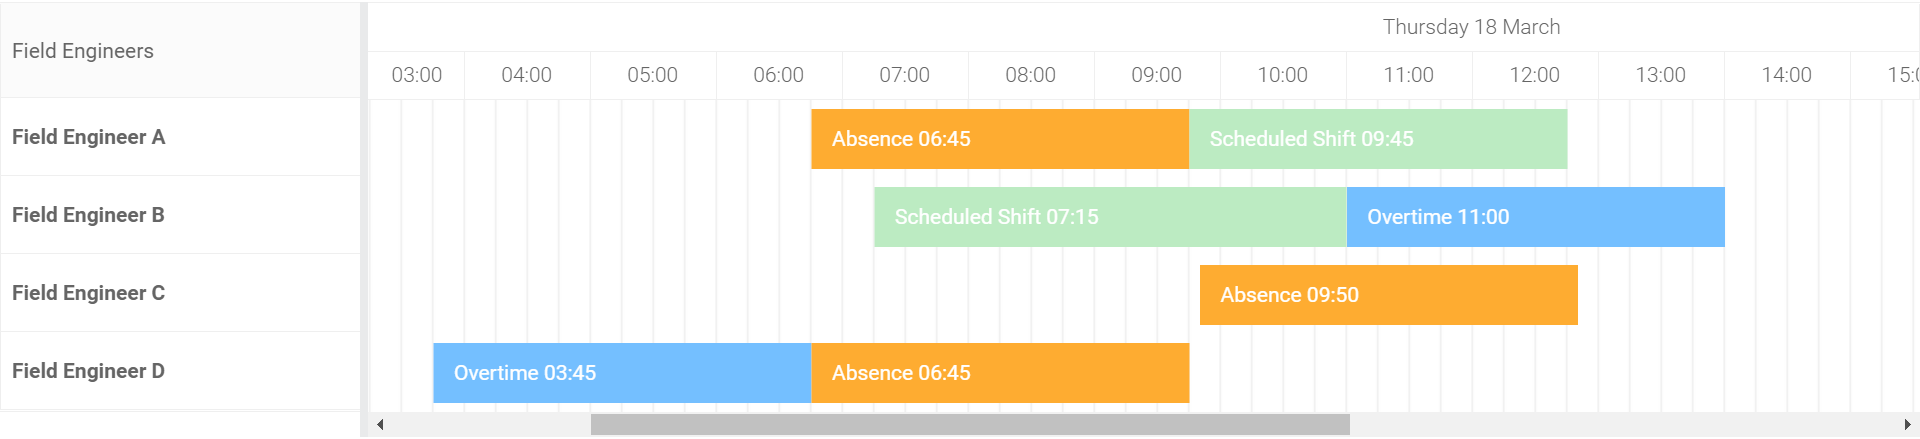 Field Engineers
Thursday 18 March
03:00 04:00 05:00 06:00 07:00 08:00 09:00 10:00 11:00 12:00 13:00 14:00
Field Engineer A
Absence 06:45 Scheduled Shift 09:45
Field Engineer B
Scheduled Shift 07:15 Overtime 11:00
Field Engineer C
Absence 09:50
Field Engineer D
Overtime 03:45 Absence 06:45